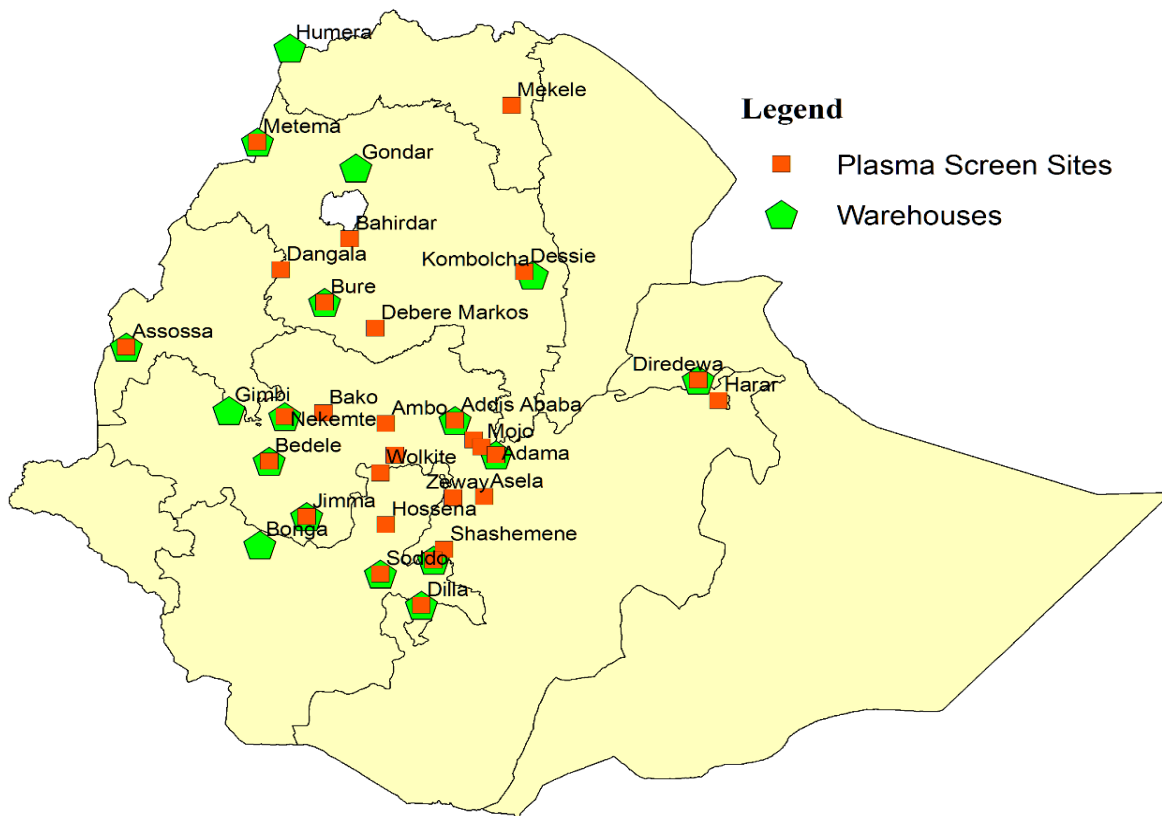 Humera
Mekele
Legend
Metema
Gondar
Plasma Screen Sites
Warehouses
Bahirdar
Dangala
Kombolcha
Dessie
Bure
Debere Markos
Assossa
Diredewa
Harar
Gimbi
Bako
Nekemte
Ambo
Addis Ababa
Mojo
Bedele
Wolkite
Adama
Zeway
Asela
Jimma
Hossena
Bonga
Shashemene
Soddo
Dilla